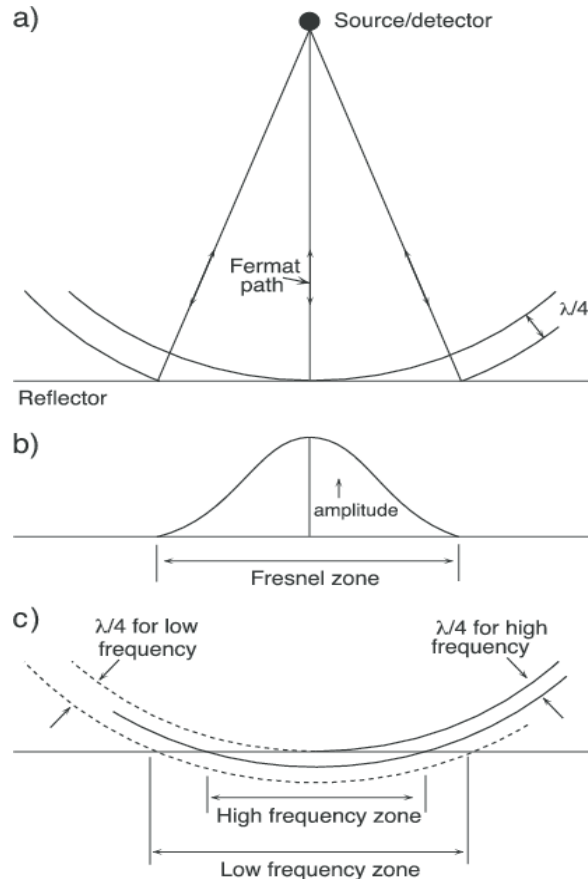 a)
Source/detector
Fermat
path
λ/4
Reflector
b)
amplitude
Fresnel zone
c)
λ/4 for low
frequency
λ/4 for high
frequency
High frequency zone
Low frequency zone